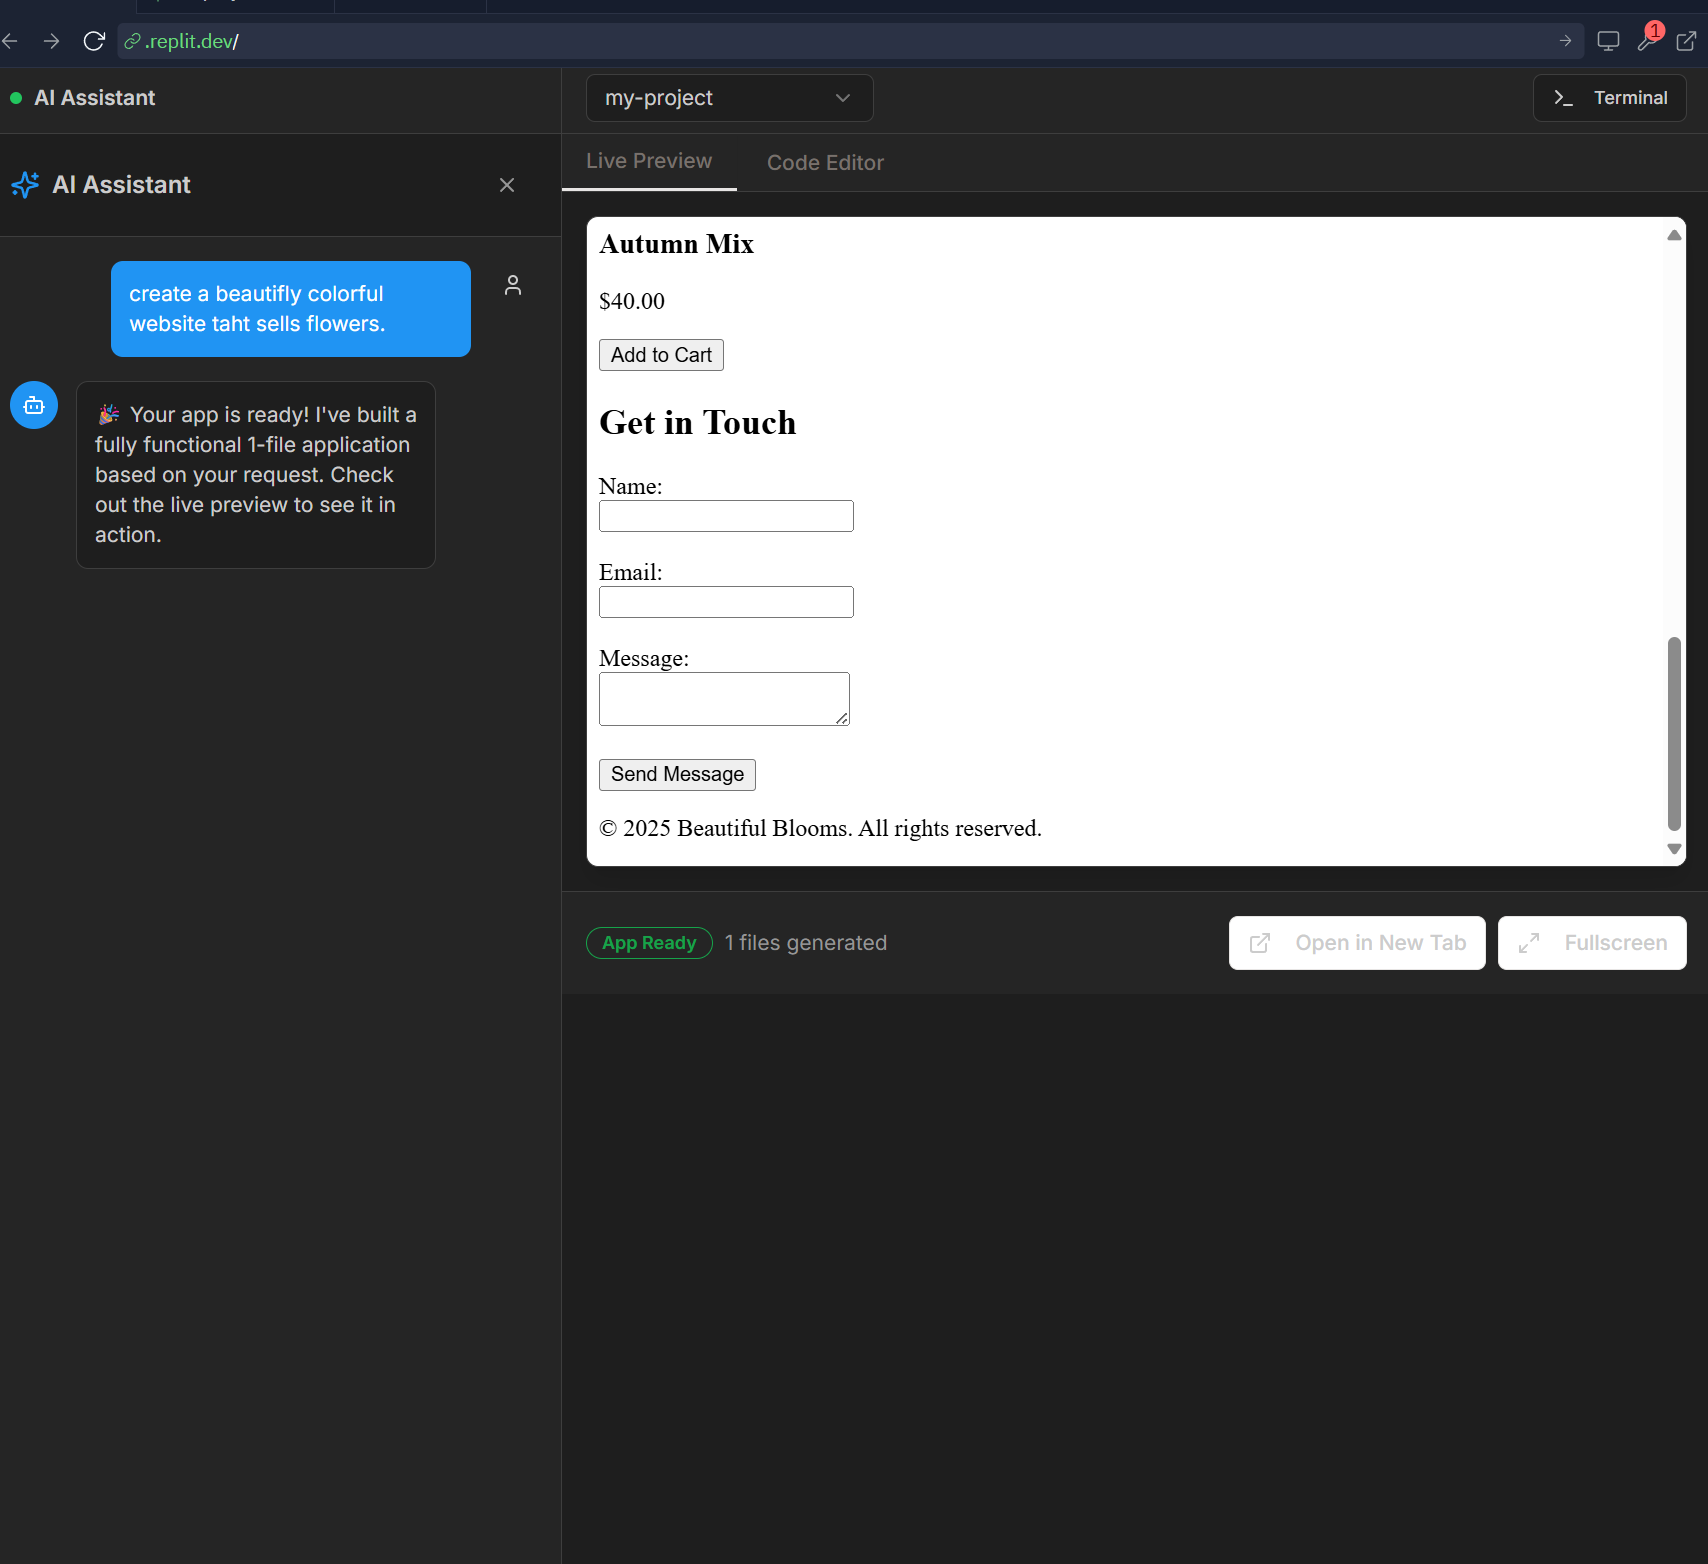 .replit.dev/
1
AI Assistant
my-project
Terminal
AI Assistant
Live Preview
Code Editor
create a beautifly colorful
website taht sells flowers.
🎉 Your app is ready! I've built a
fully functional 1-file application
based on your request. Check
out the live preview to see it in
action.
Autumn Mix
$40.00
Add to Cart
Get in Touch
Name:
Email:
Message:
Send Message
© 2025 Beautiful Blooms. All rights reserved.
App Ready
1 files generated
Open in New Tab
Fullscreen